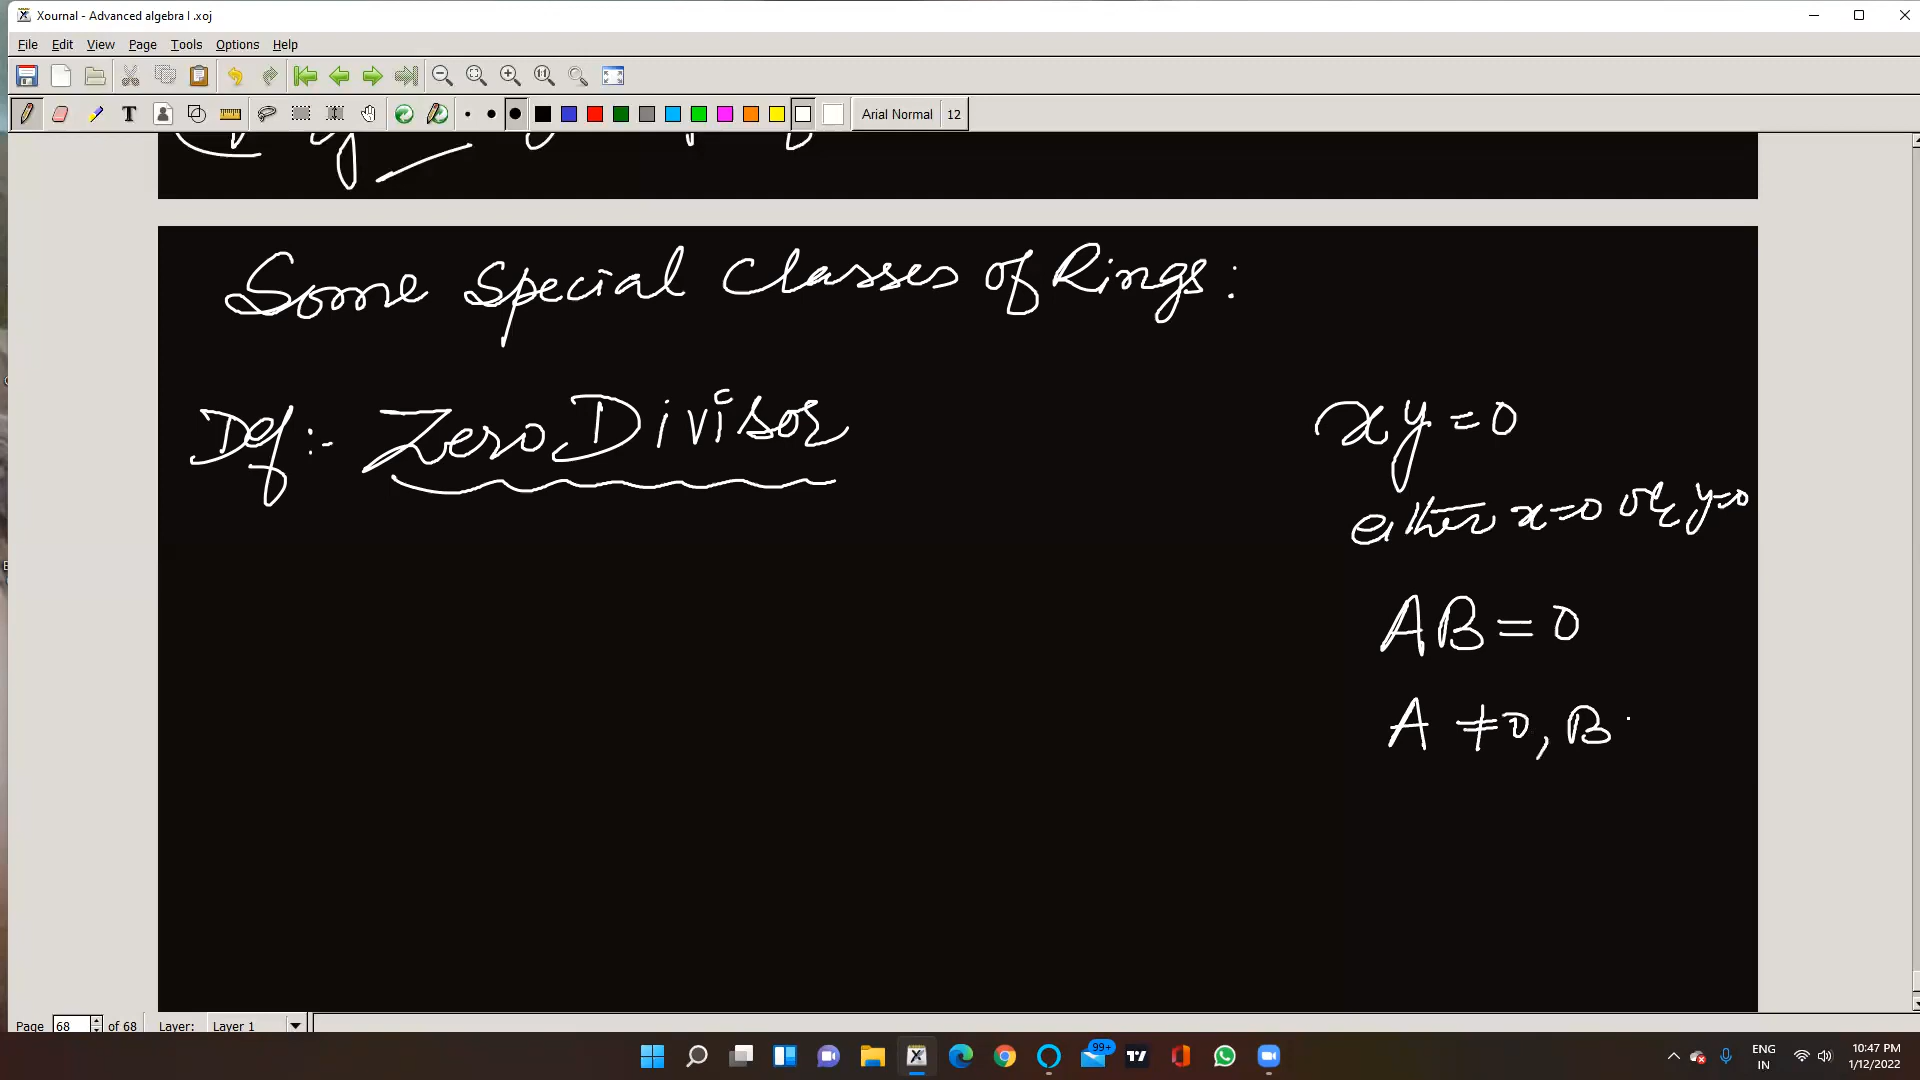 Xournal - Advanced algebra I .xoj
File Edit View Page Tools Options Help
Arial Normal 12
Some Special Classes of Rings :
Def :- Zero Divisor
xy = 0
either x=0 or y=0
AB = 0
A ≠ 0, B
Page 68 of 68 Layer: Layer 1
99+
ENG
IN
10:47 PM
1/12/2022